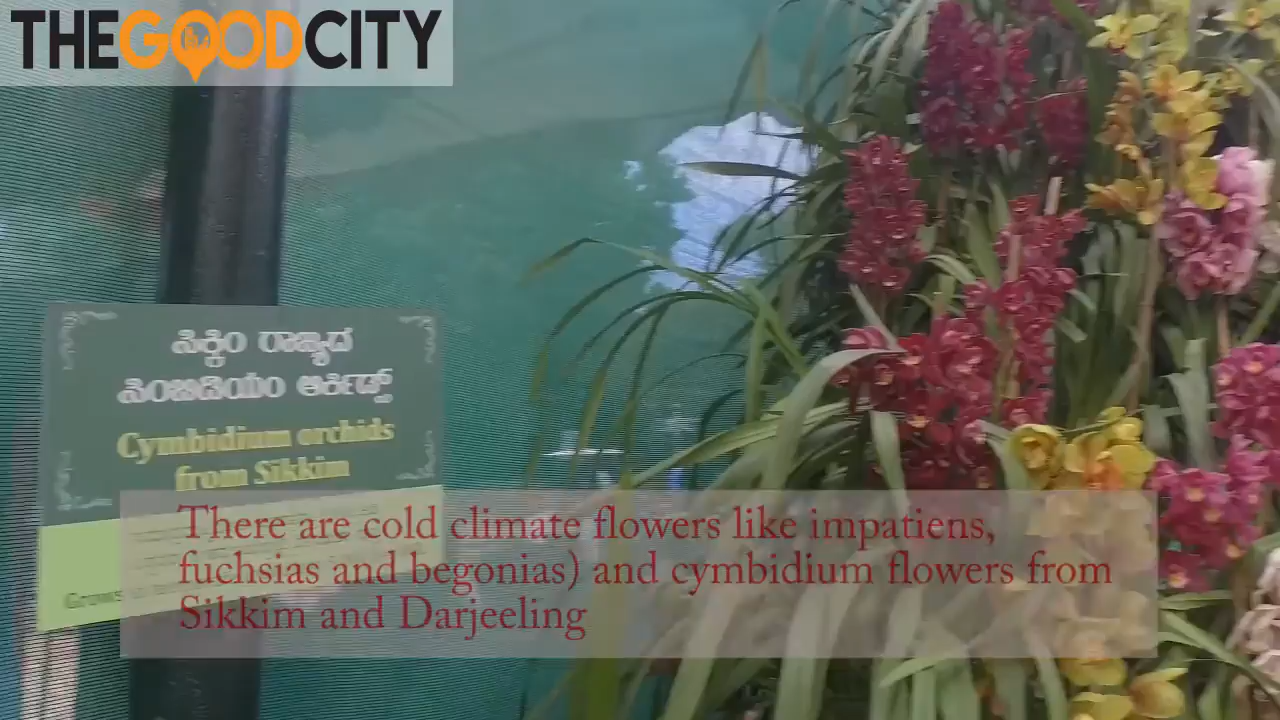 THEGOODCITY
ಸಿಕ್ಕಿಂ ರಾಜ್ಯದ
ಸಿಂಬಿಡಿಯಂ ಆರ್ಕಿಡ್ಸ್
Cymbidium orchids
from Sikkim
Grows
There are cold climate flowers like impatiens,
fuchsias and begonias) and cymbidium flowers from
Sikkim and Darjeeling